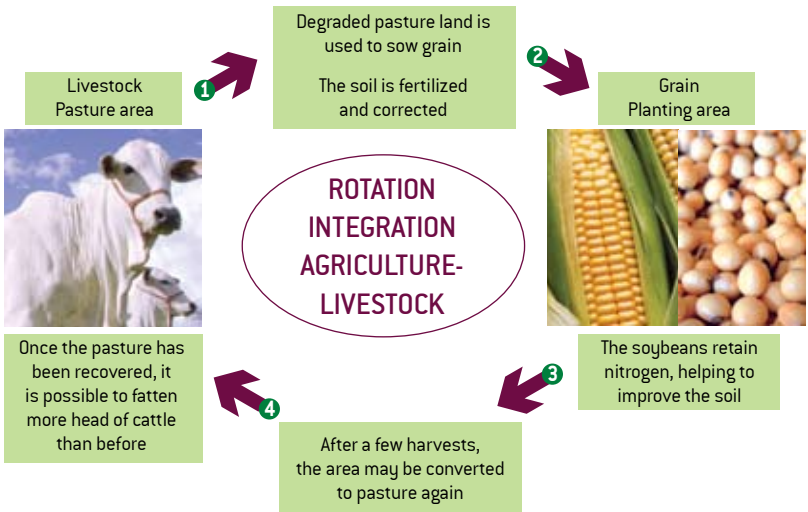 Livestock
Pasture area
1
Degraded pasture land is
used to sow grain
The soil is fertilized
and corrected
2
Grain
Planting area
ROTATION
INTEGRATION
AGRICULTURE-
LIVESTOCK
The soybeans retain
nitrogen, helping to
improve the soil
3
After a few harvests,
the area may be converted
to pasture again
4
Once the pasture has
been recovered, it
is possible to fatten
more head of cattle
than before